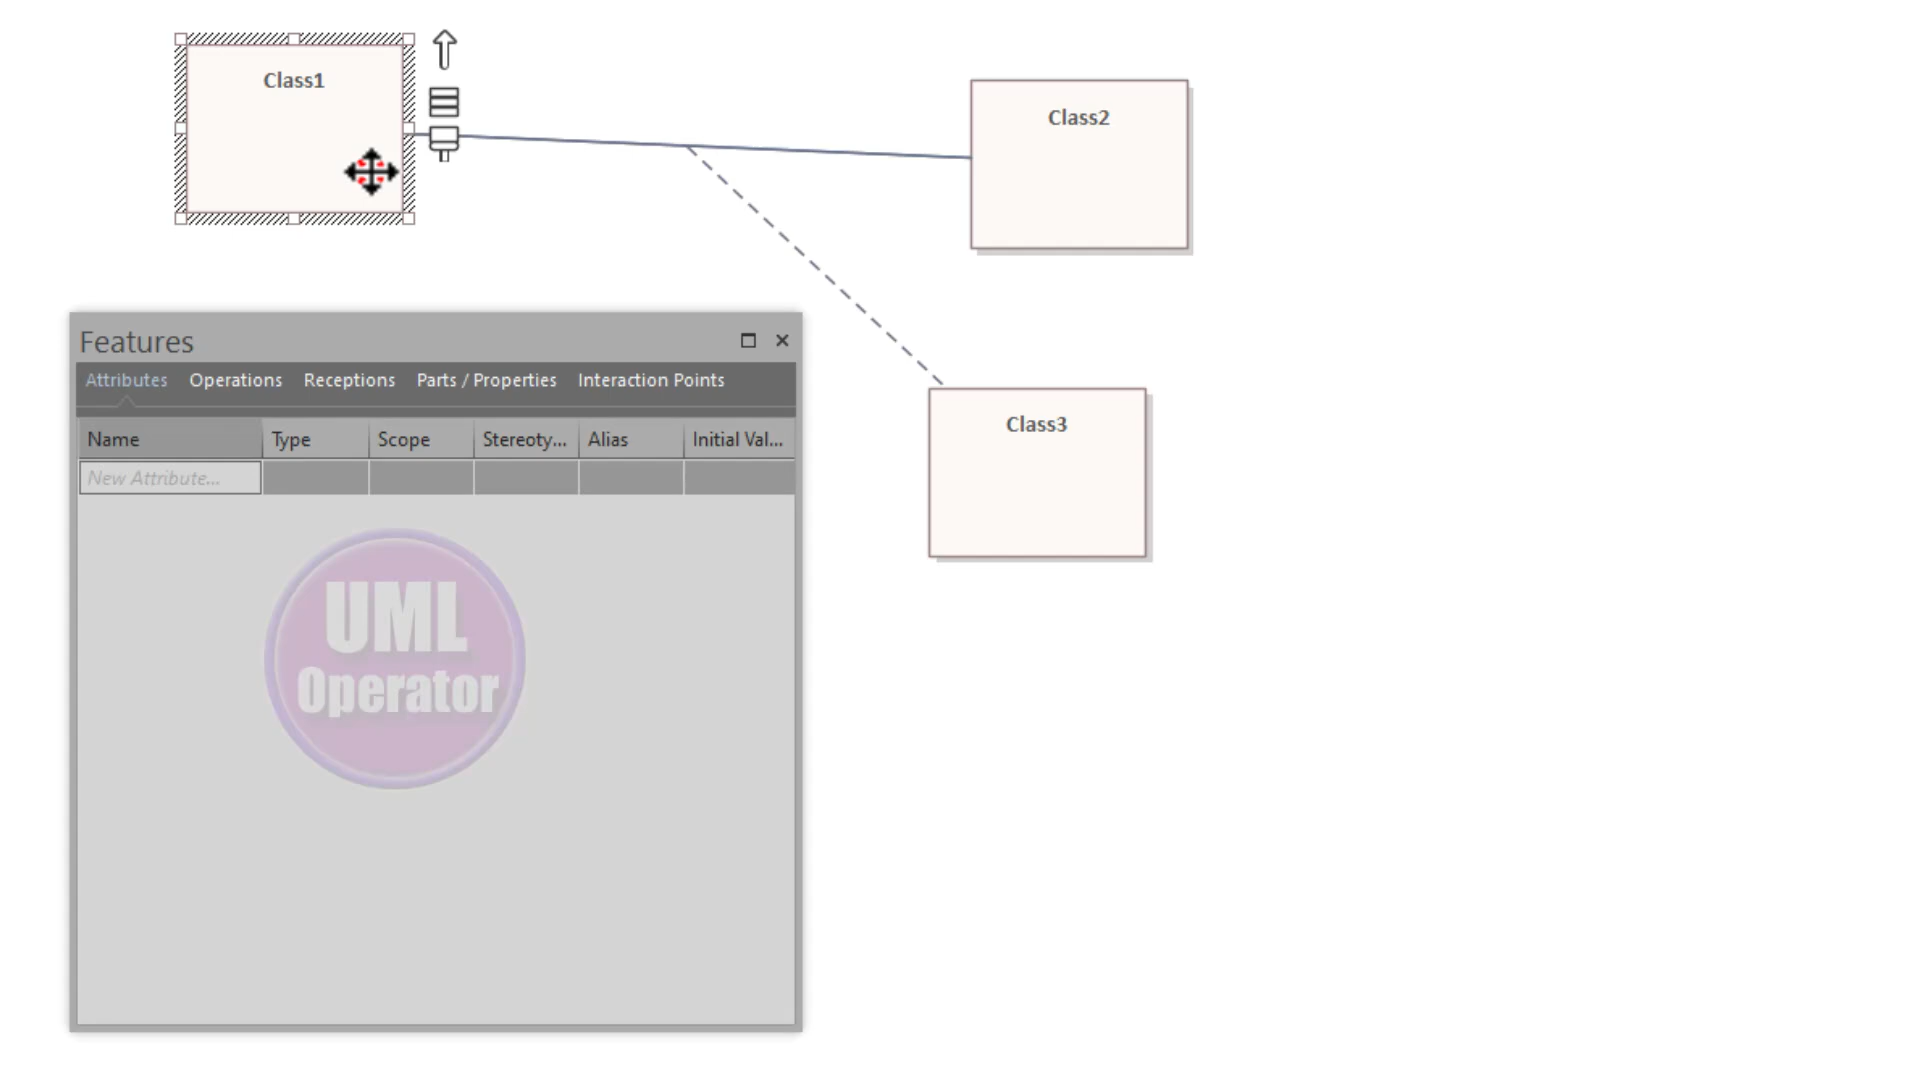 Class1
Class2
Class3
Features
Attributes Operations Receptions Parts / Properties Interaction Points
Name Type Scope Stereoty... Alias Initial Val...
New Attribute...
UML
Operator